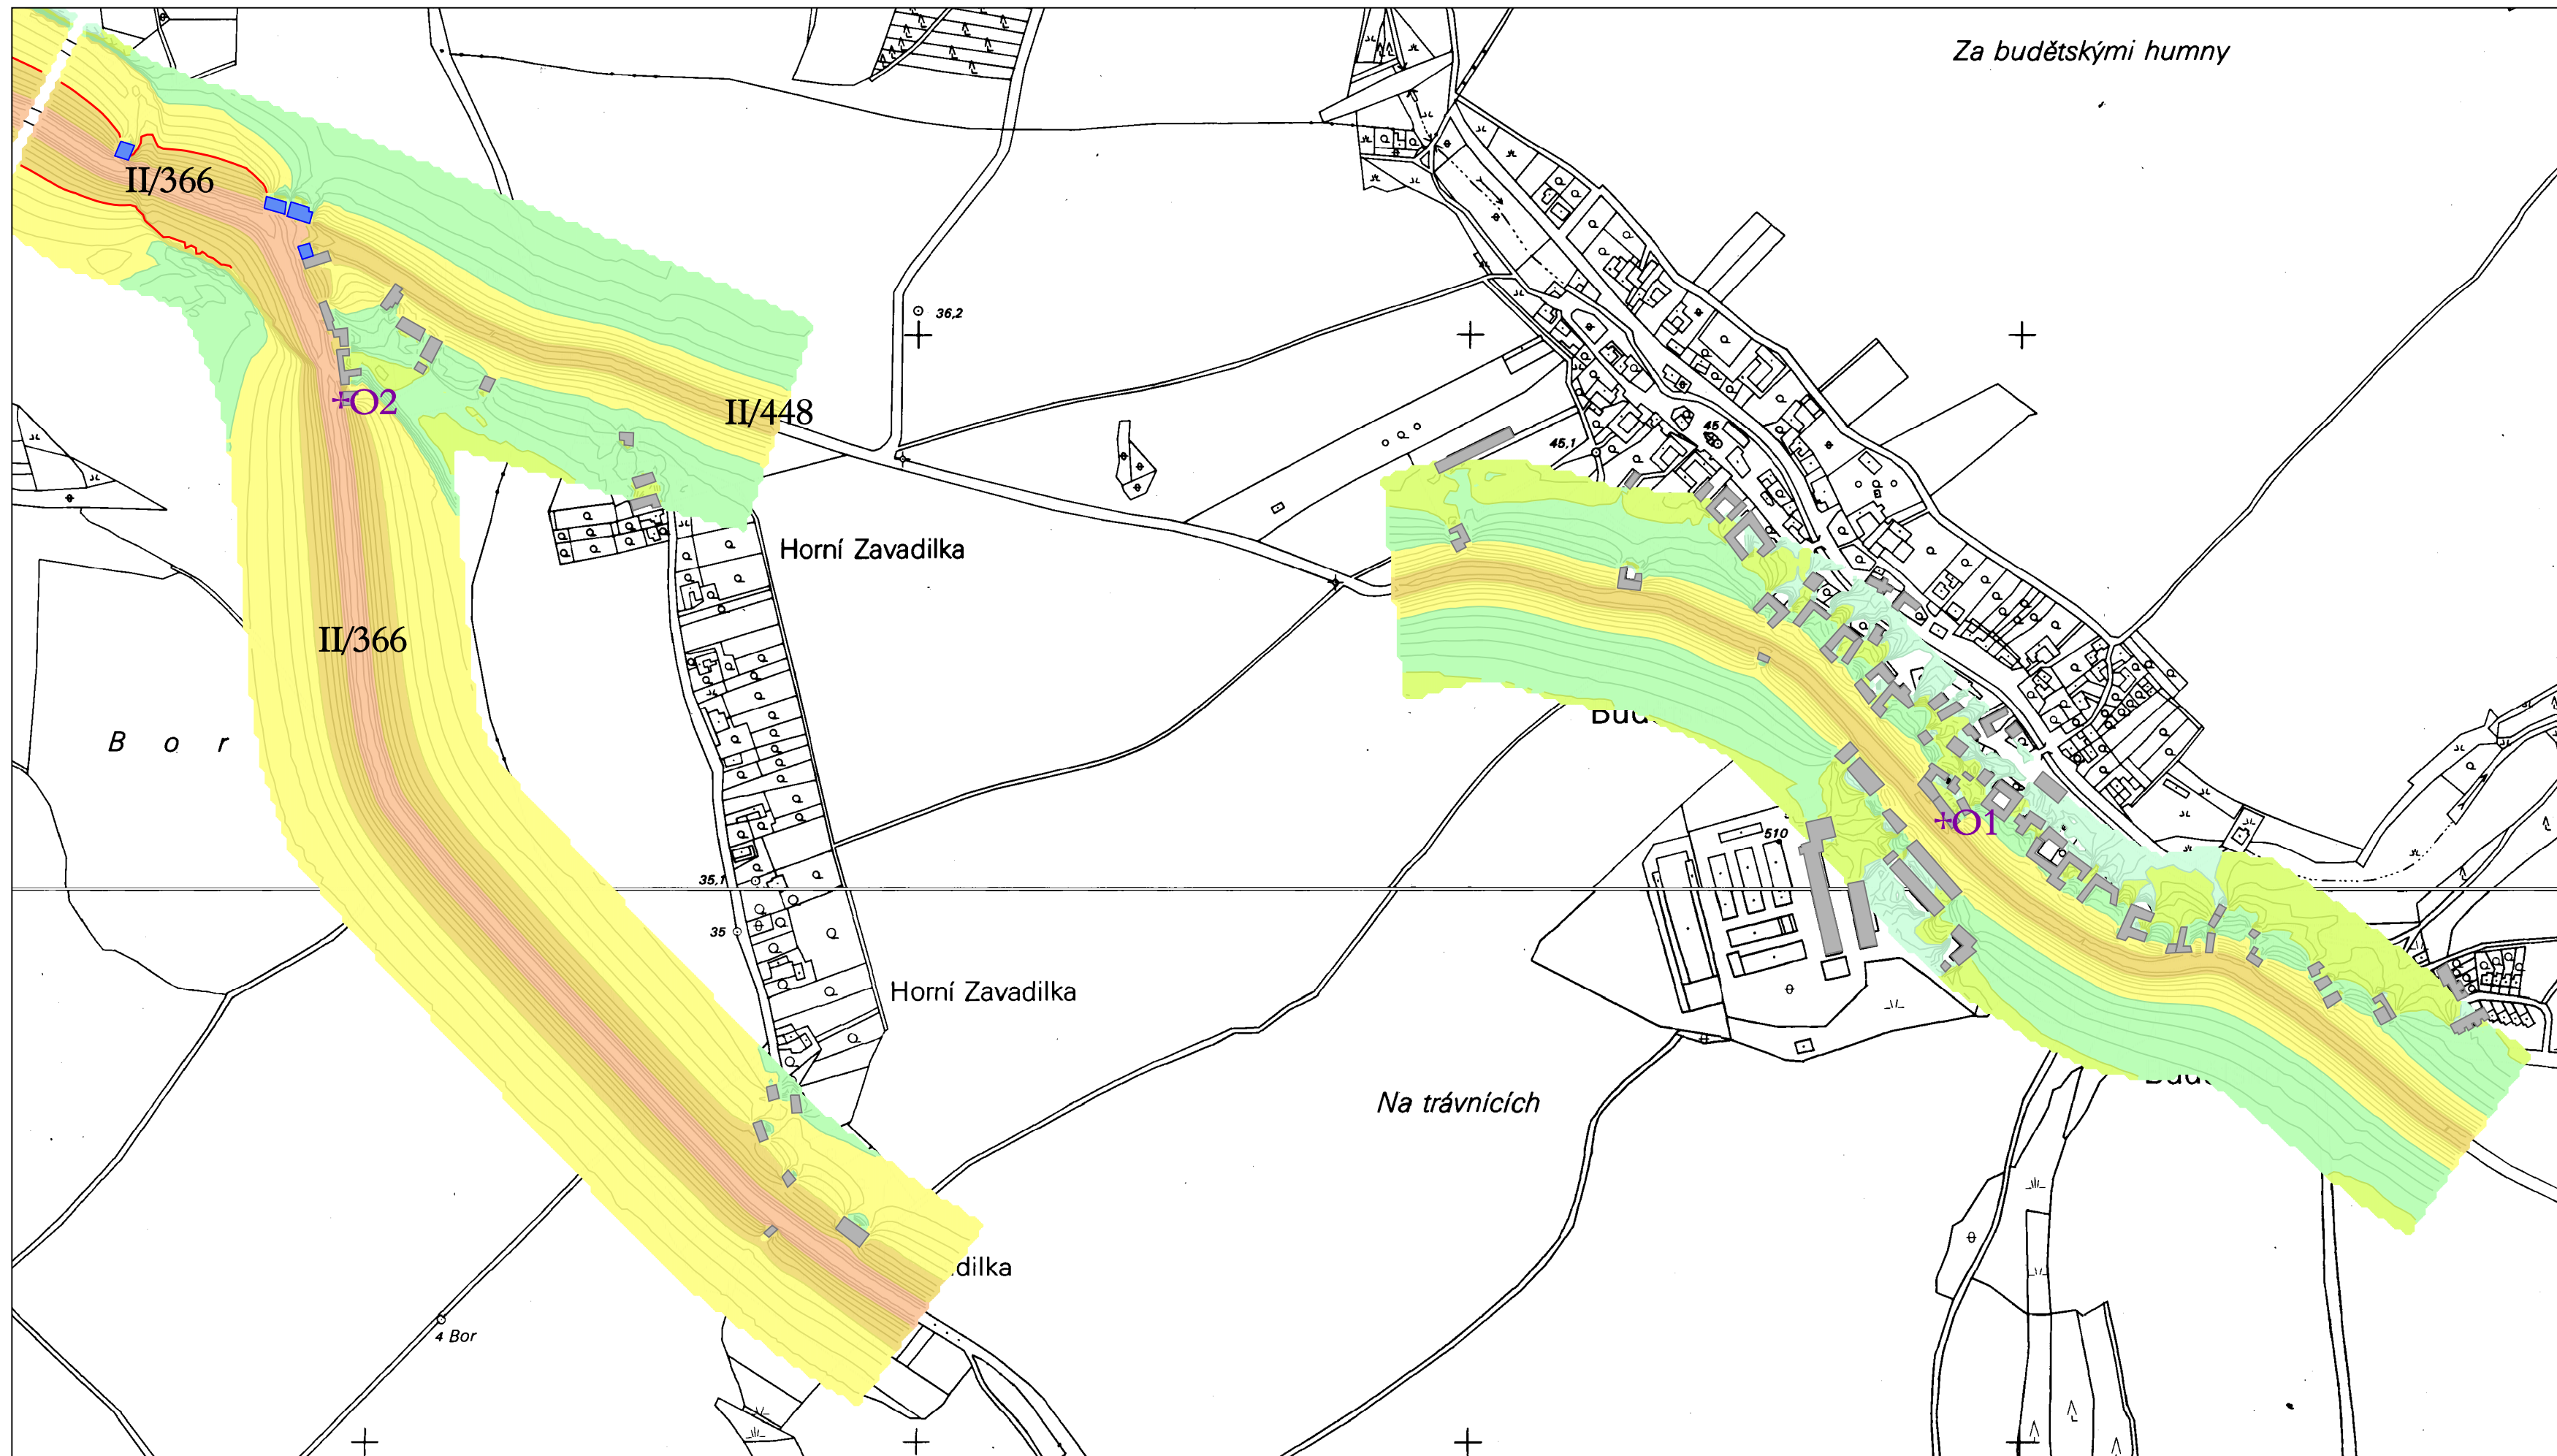 Za budětskými humny
II/366
36,2
II/448
O2
45
45,1
Horní Zavadilka
II/366
B o r
O1
510
35,1
35
Horní Zavadilka
Na trávnících
dilka
4 Bor